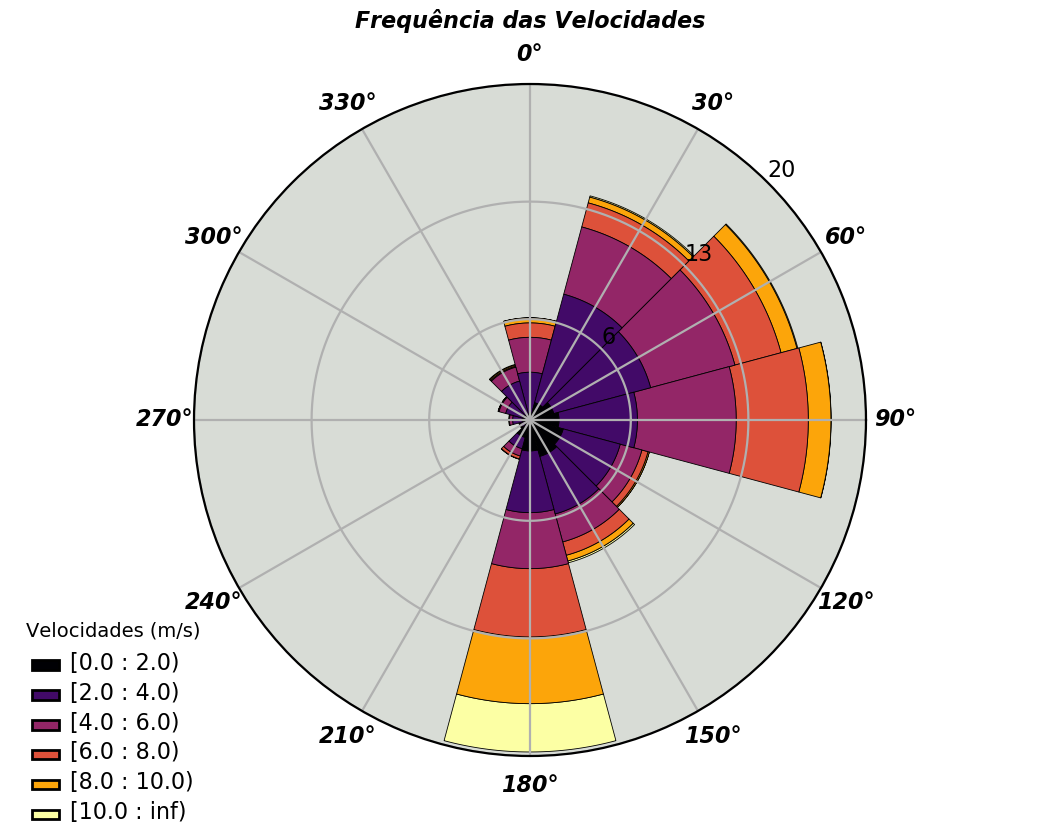 Frequência das Velocidades
0°
330°
30°
20
300°
60°
13
6
270°
90°
240°
120°
210°
150°
180°
Velocidades (m/s)
[0.0 : 2.0)
[2.0 : 4.0)
[4.0 : 6.0)
[6.0 : 8.0)
[8.0 : 10.0)
[10.0 : inf)